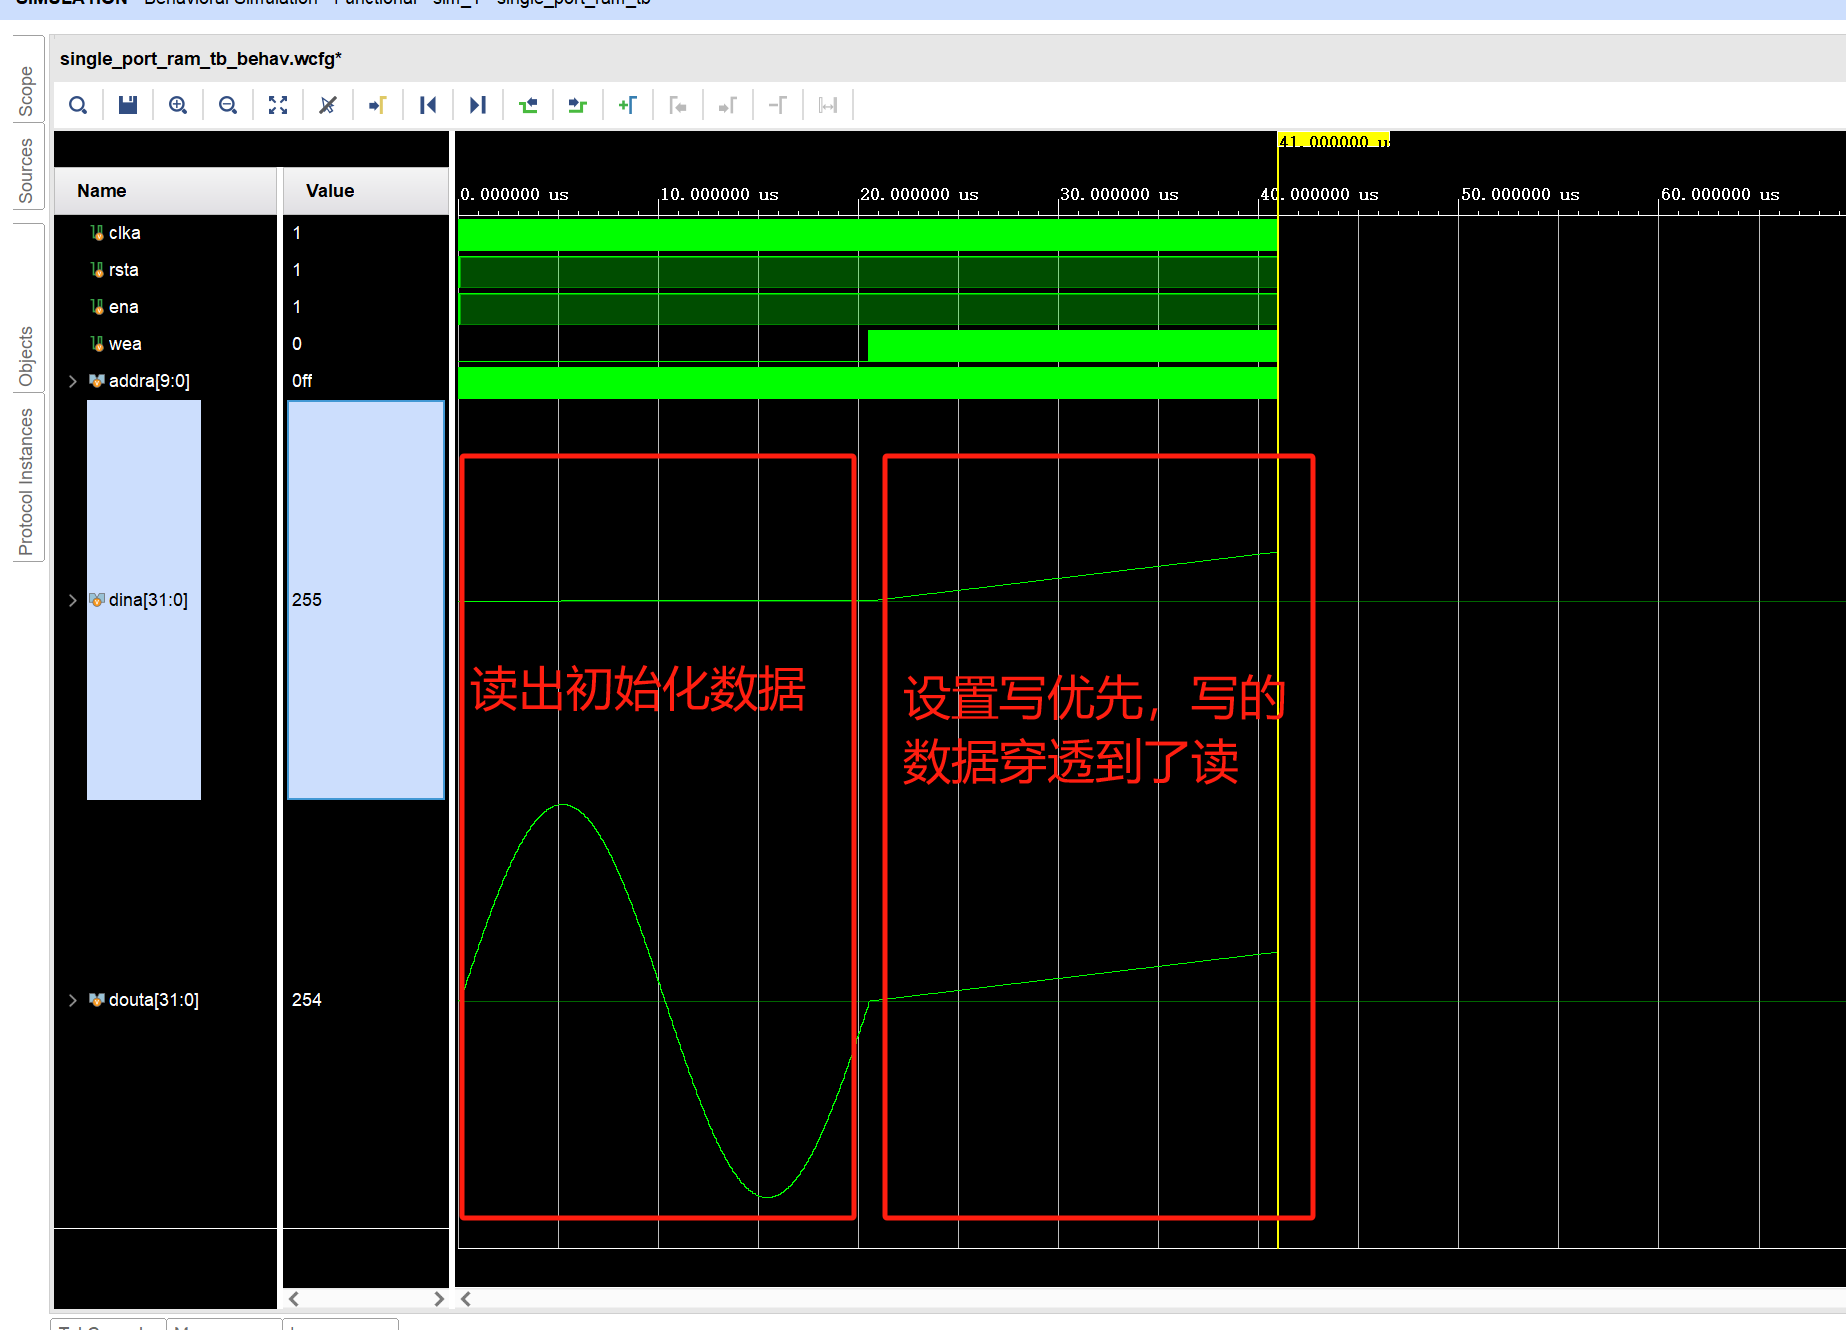 SIMULATION - Behavioral Simulation - Functional - sim_1 - single_port_ram_tb
single_port_ram_tb_behav.wcfg*
Scope
Sources
Objects
Protocol Instances
41.000000 us
Name Value
0.000000 us 10.000000 us 20.000000 us 30.000000 us 40.000000 us 50.000000 us 60.000000 us
clka 1
rsta 1
ena 1
wea 0
addra[9:0] 0ff
dina[31:0] 255
读出初始化数据
设置写优先，写的
数据穿透到了读
douta[31:0] 254